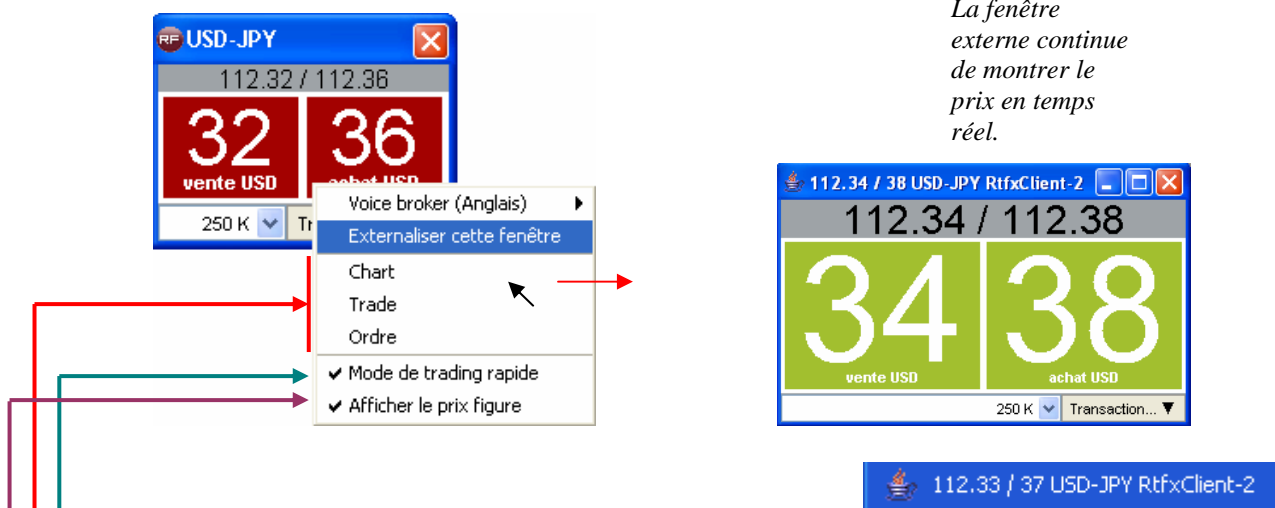 La fenêtre
externe continue
de montrer le
prix en temps
réel.
RF USD-JPY
112.32 / 112.36
32 36
vente USD achat USD
250 K
Voice broker (Anglais)
Externaliser cette fenêtre
Chart
Trade
Ordre
Mode de trading rapide
Afficher le prix figure
112.34 / 38 USD-JPY RtfxClient-2
112.34 / 112.38
34 38
vente USD achat USD
250 K Transaction...
112.33 / 37 USD-JPY RtfxClient-2